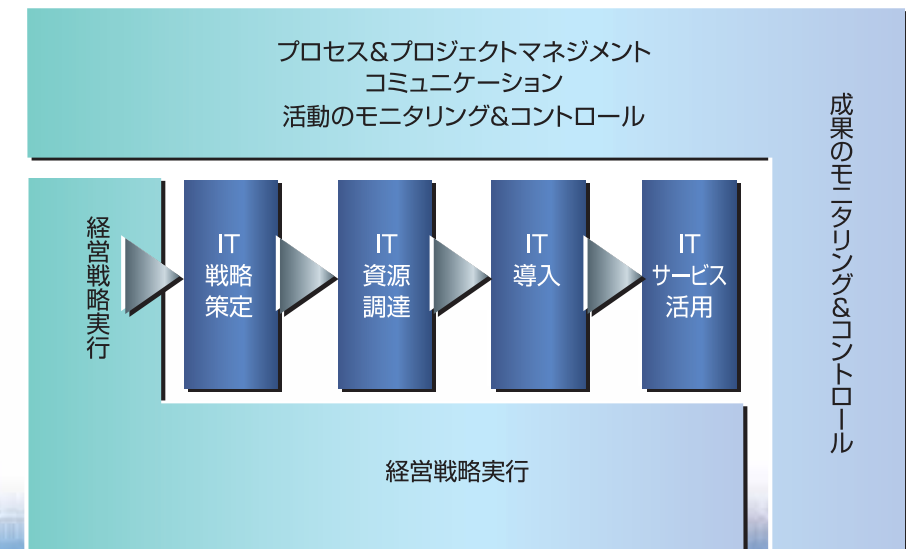 プロセス&プロジェクトマネジメント
コミュニケーション
活動のモニタリング&コントロール
成果のモニタリング&コントロール
経営戦略実行
IT
戦略
策定
IT
資源
調達
IT
導入
IT
サービス
活用
経営戦略実行